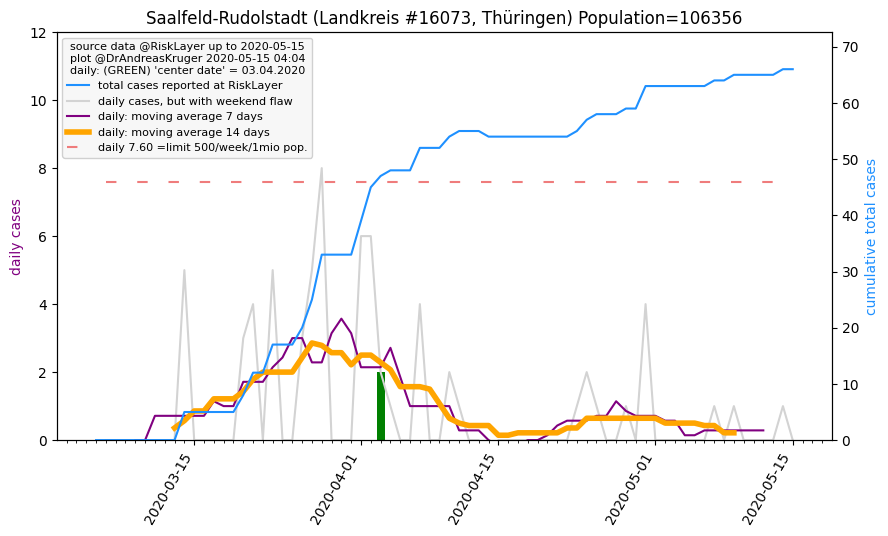 Saalfeld-Rudolstadt (Landkreis #16073, Thüringen) Population=106356
source data @RiskLayer up to 2020-05-15
plot @DrAndreasKruger 2020-05-15 04:04
daily: (GREEN) 'center date' = 03.04.2020
total cases reported at RiskLayer
daily cases, but with weekend flaw
daily: moving average 7 days
daily: moving average 14 days
daily 7.60 =limit 500/week/1mio pop.
daily cases
12
10
8
6
4
2
0
cumulative total cases
70
60
50
40
30
20
10
0
2020-03-15
2020-04-01
2020-04-15
2020-05-01
2020-05-15